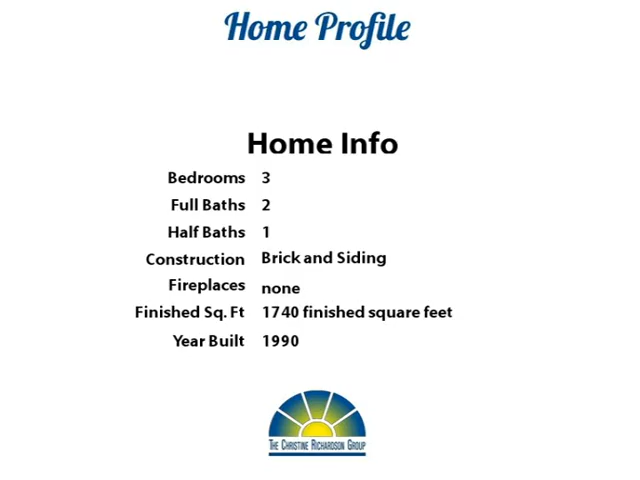 Home Profile
Home Info
Bedrooms 3
Full Baths 2
Half Baths 1
Construction Brick and Siding
Fireplaces none
Finished Sq. Ft 1740 finished square feet
Year Built 1990
The Christine Richardson Group